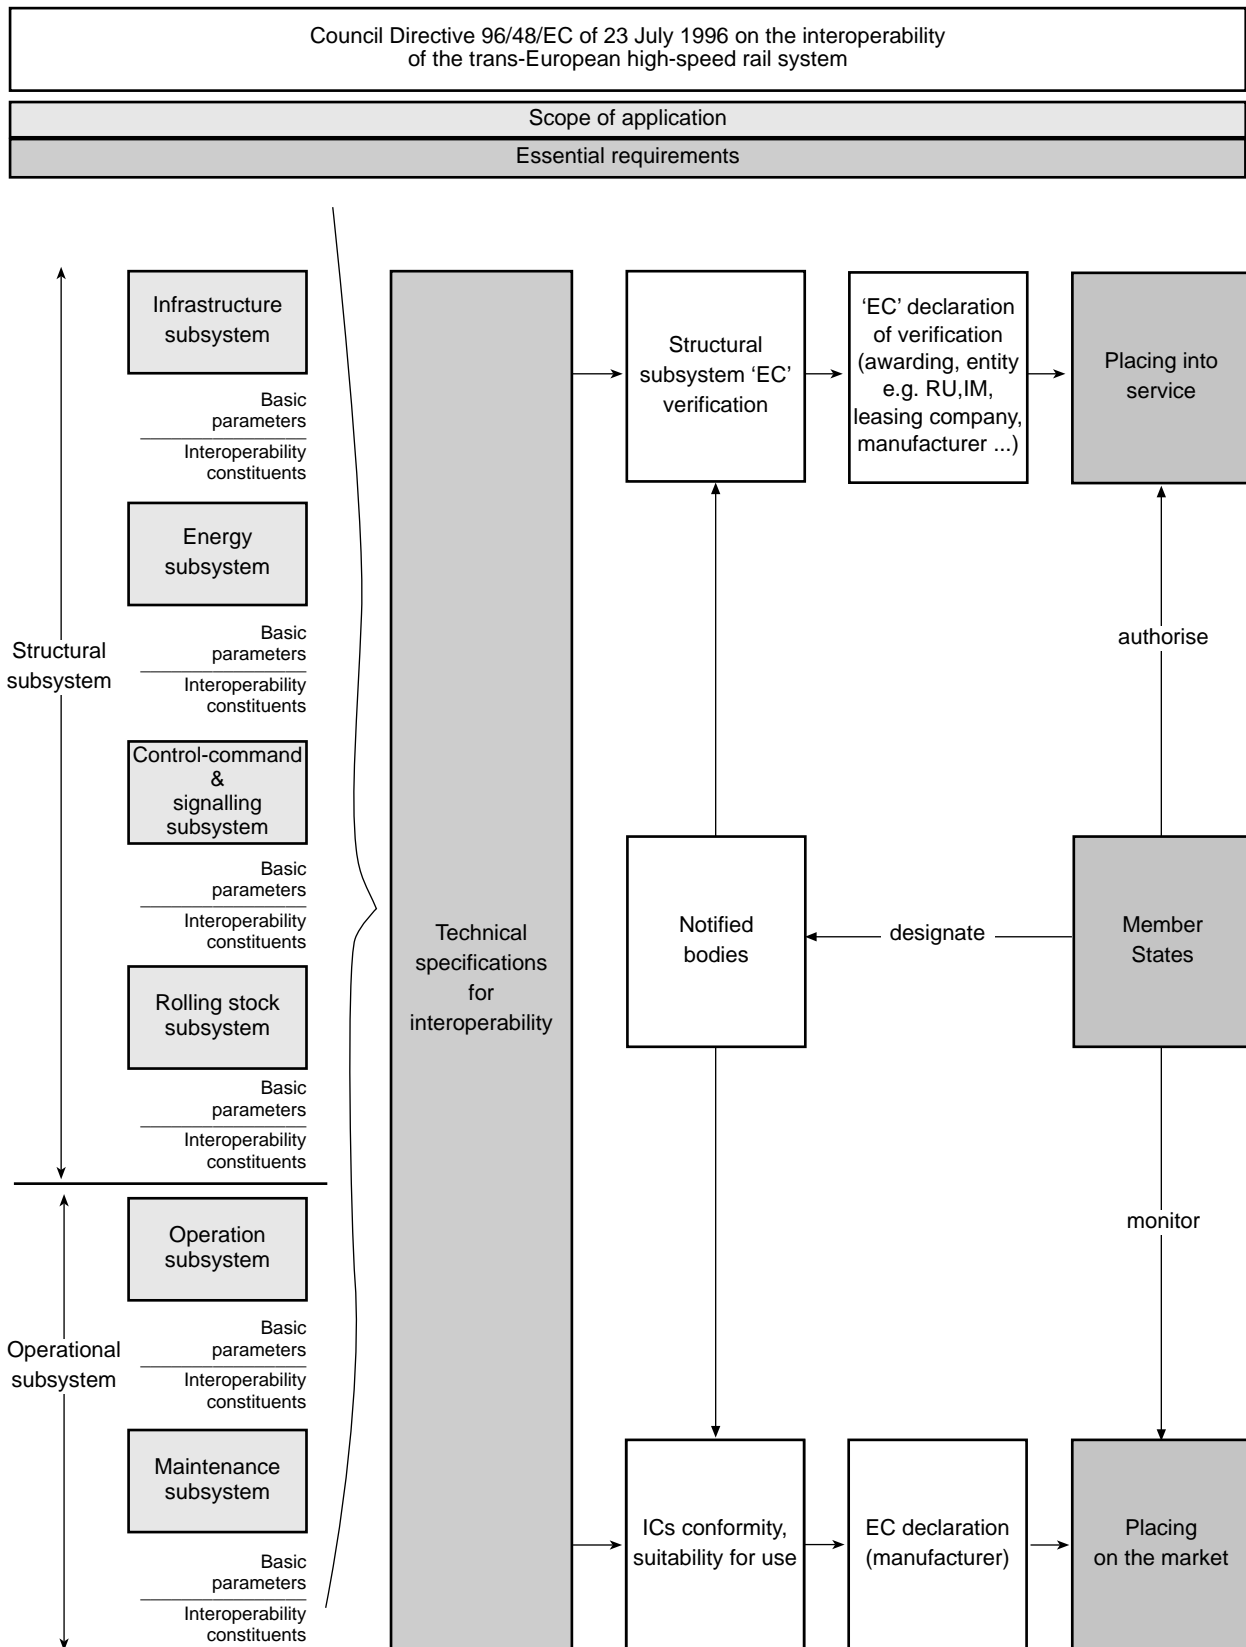 Council Directive 96/48/EC of 23 July 1996 on the interoperability
of the trans-European high-speed rail system
Scope of application
Essential requirements
Structural
subsystem
Operational
subsystem
Infrastructure
subsystem
Basic
parameters
Interoperability
constituents
Energy
subsystem
Basic
parameters
Interoperability
constituents
Control-command
&
signalling
subsystem
Basic
parameters
Interoperability
constituents
Rolling stock
subsystem
Basic
parameters
Interoperability
constituents
Operation
subsystem
Basic
parameters
Interoperability
constituents
Maintenance
subsystem
Basic
parameters
Interoperability
constituents
Technical
specifications
for
interoperability
Structural
subsystem ‘EC’
verification
‘EC’ declaration
of verification
(awarding, entity
e.g. RU,IM,
leasing company,
manufacturer ...)
Placing into
service
authorise
Notified
bodies
designate
Member
States
monitor
ICs conformity,
suitability for use
EC declaration
(manufacturer)
Placing
on the market